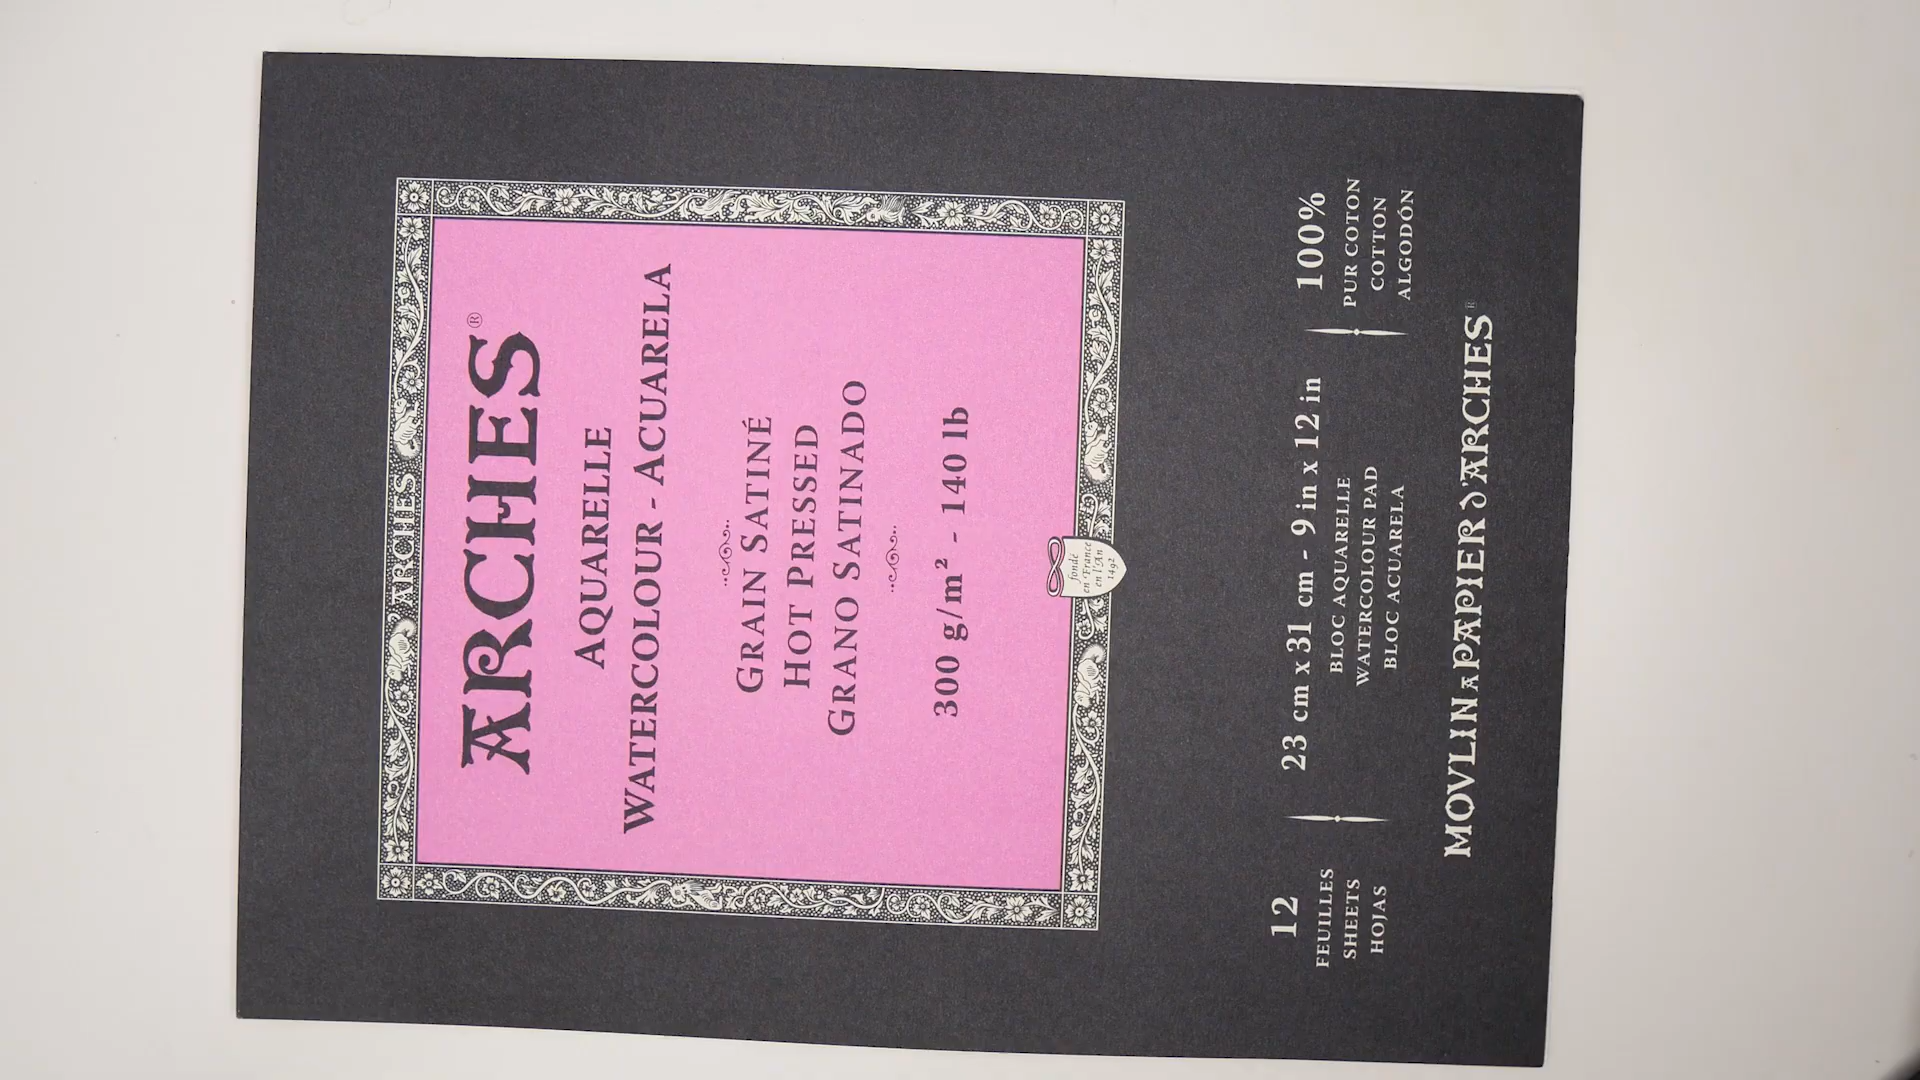 ARCHES
ARCHES®
AQUARELLE
WATERCOLOUR - ACUARELA
GRAIN SATINÉ
HOT PRESSED
GRANO SATINADO
300 g/m² - 140 lb
fondé
en France
en l'An
1492
12
FEUILLES
SHEETS
HOJAS
23 cm x 31 cm - 9 in x 12 in
BLOC AQUARELLE
WATERCOLOUR PAD
BLOC ACUARELA
100%
PUR COTON
COTTON
ALGODÓN
MOVLIN A PAPIER D'ARCHES®